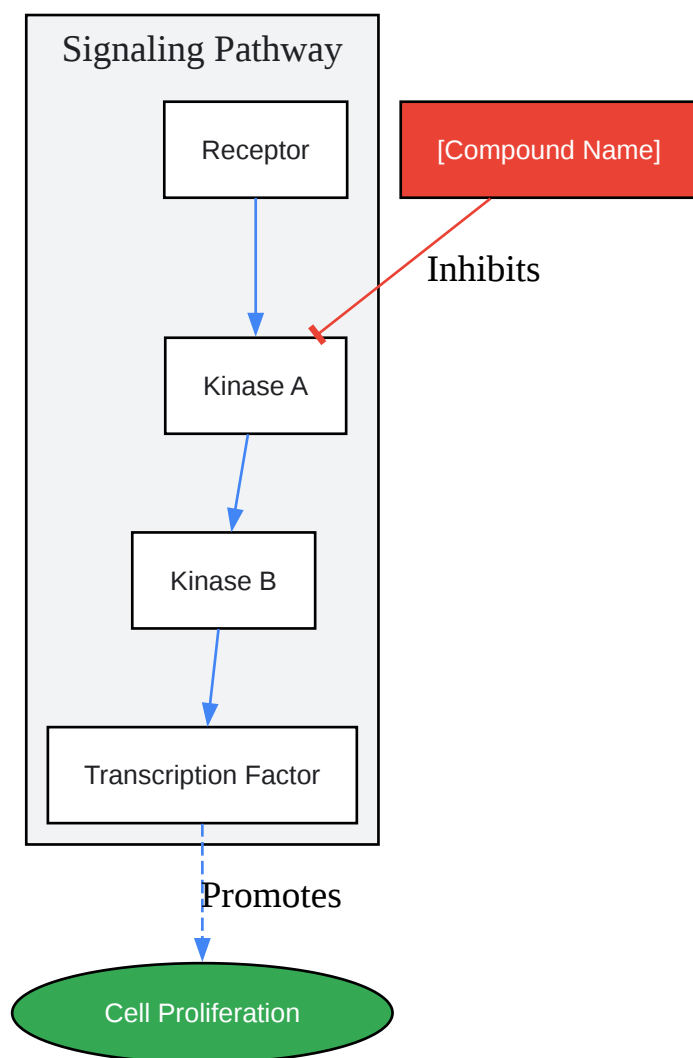 Signaling Pathway
Receptor
[Compound Name]
Inhibits
Kinase A
Kinase B
Transcription Factor
Promotes
Cell Proliferation